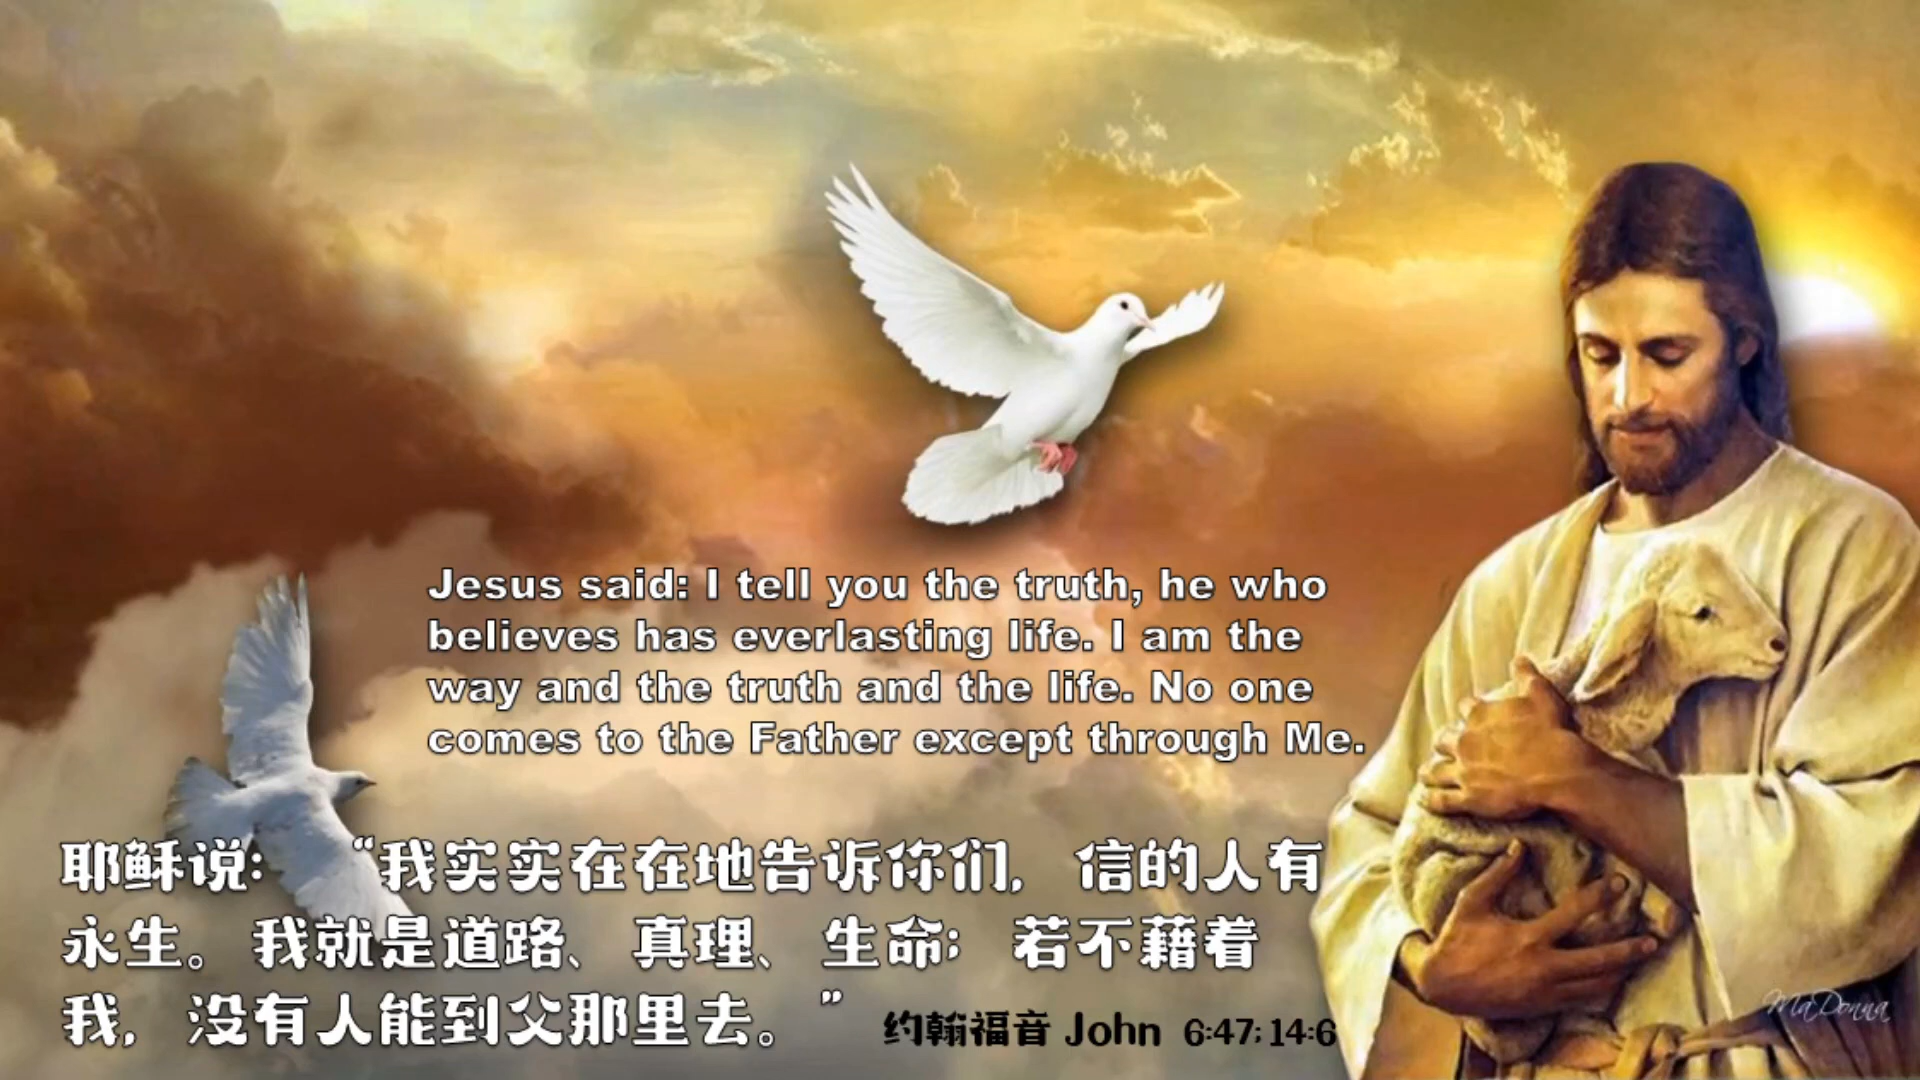 Jesus said: I tell you the truth, he who
believes has everlasting life. I am the
way and the truth and the life. No one
comes to the Father except through Me.
耶稣说：“我实实在在地告诉你们，信的人有
永生。我就是道路、真理、生命；若不藉着
我，没有人能到父那里去。”
约翰福音 John 6:47; 14:6
MaDonna